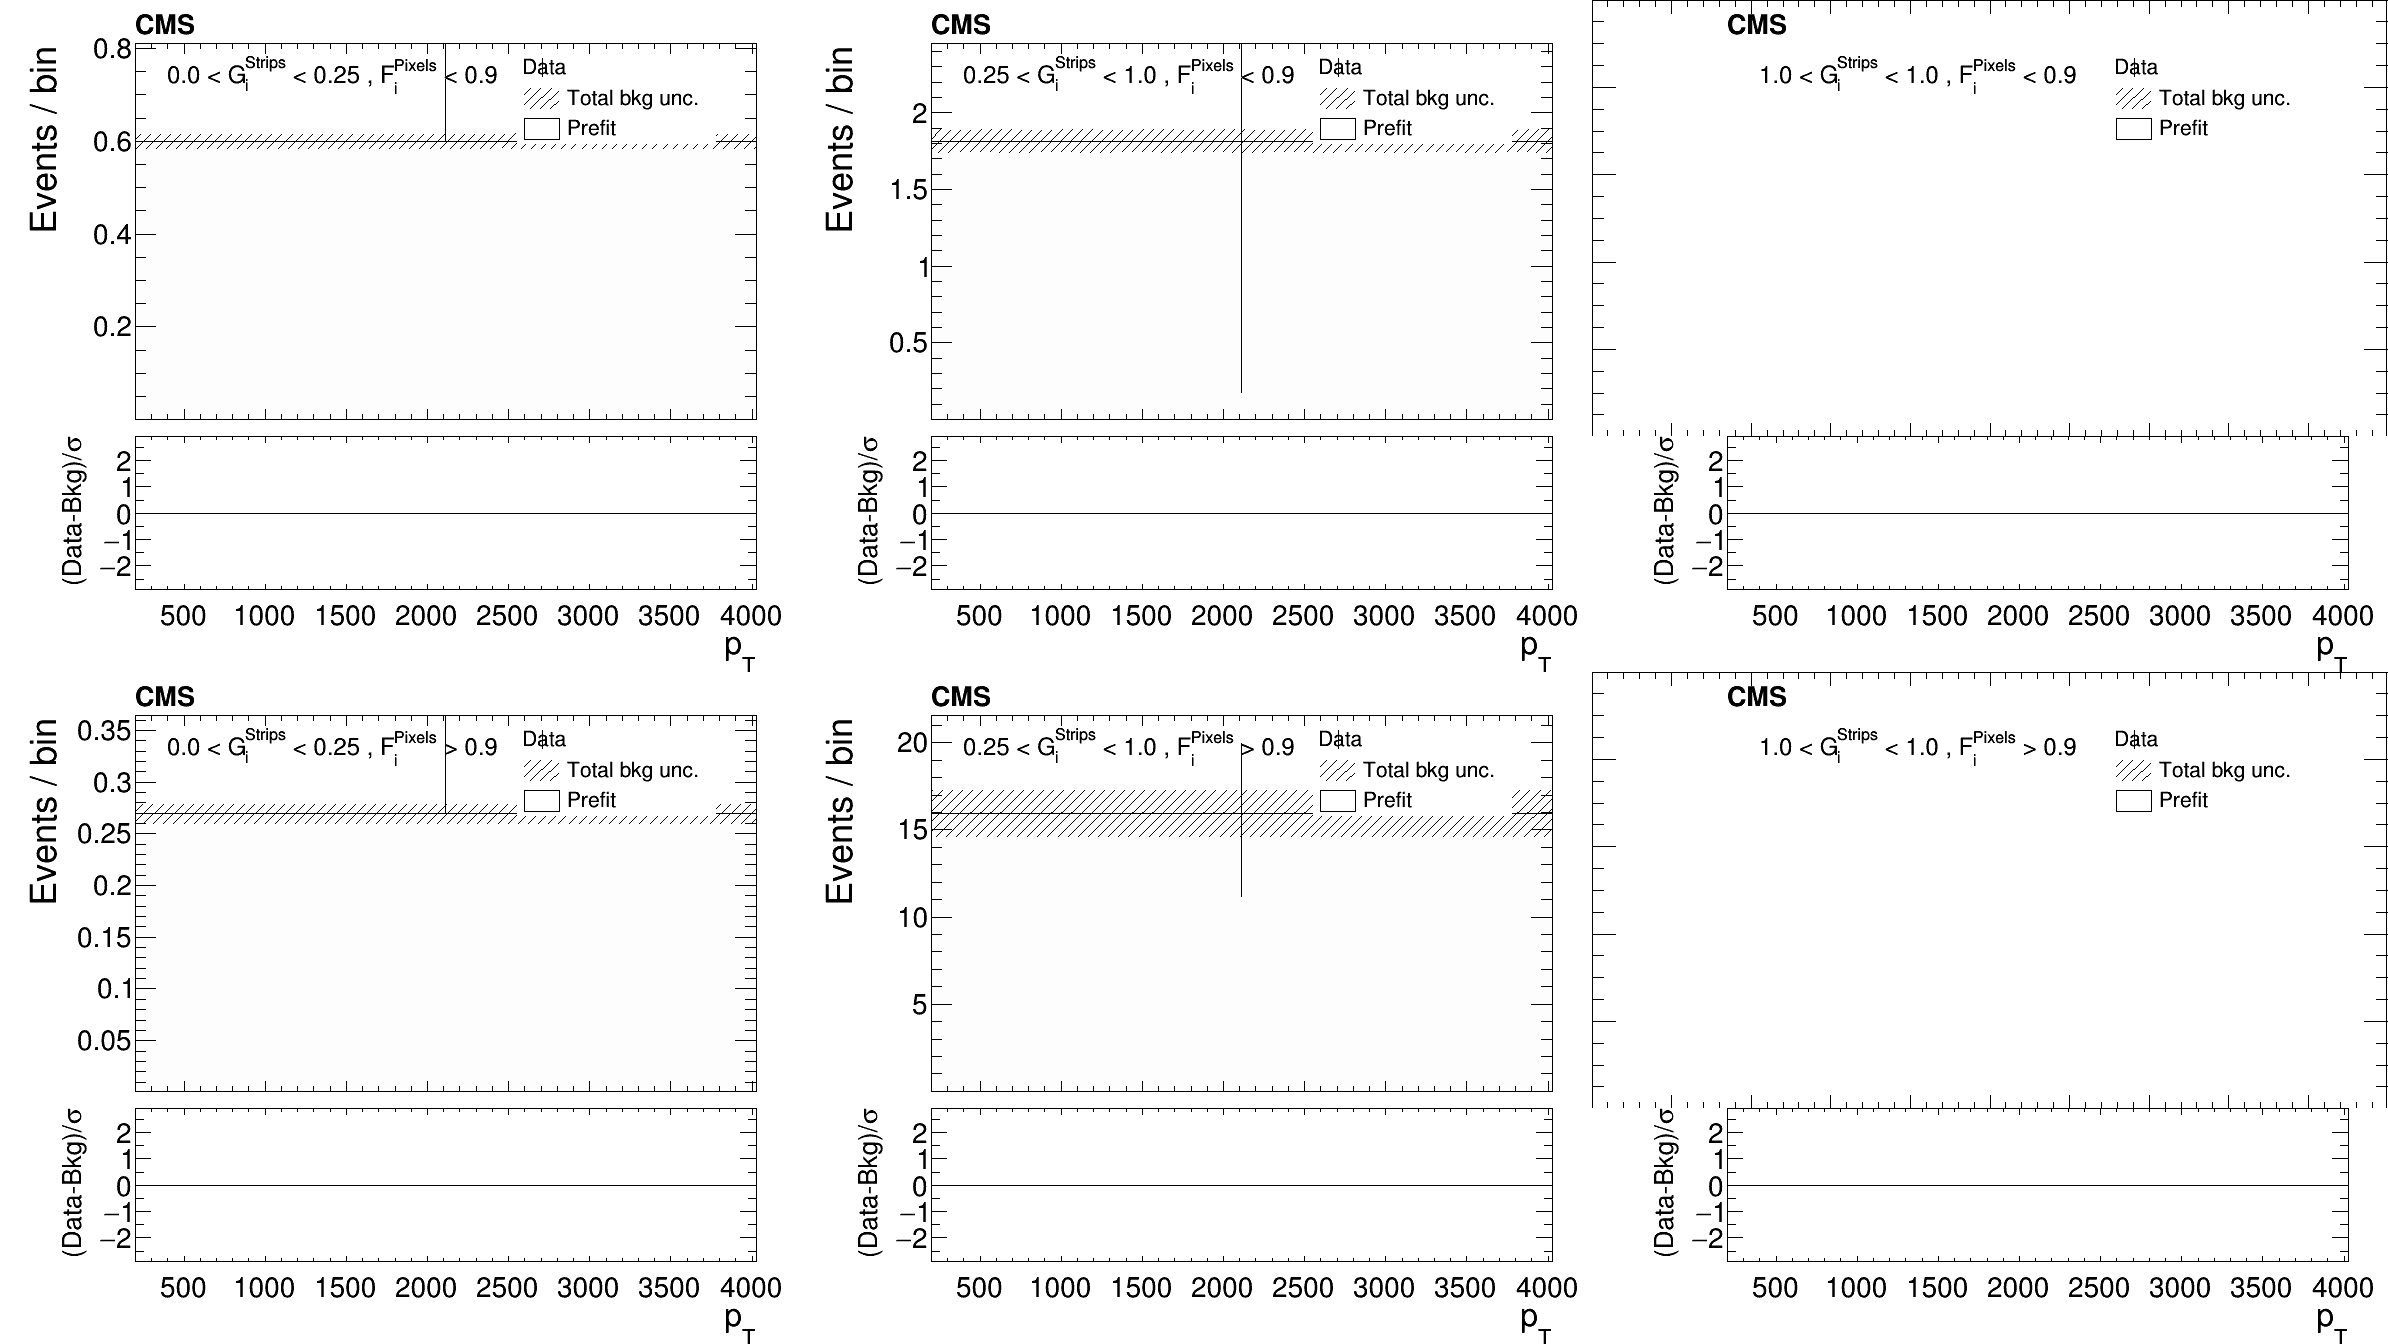 CMS
Events / bin
0.8
0.6
0.4
0.2
0.0 < G_i^Strips < 0.25 , F_i^Pixels < 0.9
Data
Total bkg unc.
Prefit
(Data-Bkg)/σ
2
1
0
−1
−2
500 1000 1500 2000 2500 3000 3500 4000
p_T
CMS
Events / bin
2
1.5
1
0.5
0.25 < G_i^Strips < 1.0 , F_i^Pixels < 0.9
Data
Total bkg unc.
Prefit
(Data-Bkg)/σ
2
1
0
−1
−2
500 1000 1500 2000 2500 3000 3500 4000
p_T
CMS
1.0 < G_i^Strips < 1.0 , F_i^Pixels < 0.9
Data
Total bkg unc.
Prefit
(Data-Bkg)/σ
2
1
0
−1
−2
500 1000 1500 2000 2500 3000 3500 4000
p_T
CMS
Events / bin
0.35
0.3
0.25
0.2
0.15
0.1
0.05
0.0 < G_i^Strips < 0.25 , F_i^Pixels > 0.9
Data
Total bkg unc.
Prefit
(Data-Bkg)/σ
2
1
0
−1
−2
500 1000 1500 2000 2500 3000 3500 4000
p_T
CMS
Events / bin
20
15
10
5
0.25 < G_i^Strips < 1.0 , F_i^Pixels > 0.9
Data
Total bkg unc.
Prefit
(Data-Bkg)/σ
2
1
0
−1
−2
500 1000 1500 2000 2500 3000 3500 4000
p_T
CMS
1.0 < G_i^Strips < 1.0 , F_i^Pixels > 0.9
Data
Total bkg unc.
Prefit
(Data-Bkg)/σ
2
1
0
−1
−2
500 1000 1500 2000 2500 3000 3500 4000
p_T